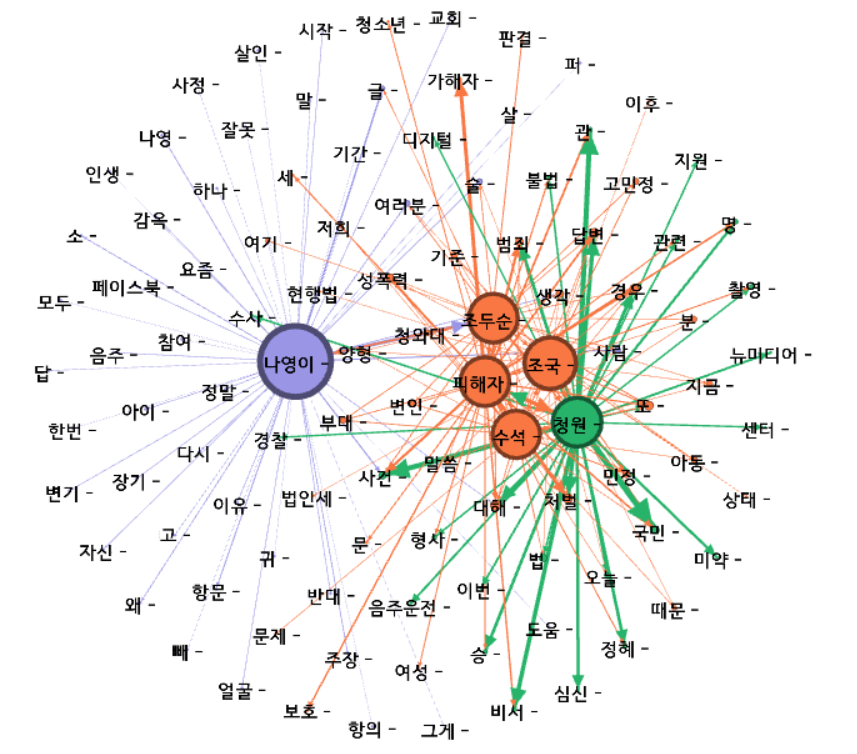 교회 -
시작 - 청소년 -
판결 -
살인 -
퍼 -
가해자 -
사정 -
글 -
말 -
이후 -
살 -
잘못 -
관 -
나영 -
디지털 -
기간 -
지원 -
인생 -
세 -
술 -
불법 -
고민정 -
하나 -
여러분 -
감옥 -
명 -
저희 -
소 -
여기 -
범죄 -
답변 -
관련 -
기준 -
요즘 -
성폭력 -
페이스북 -
현행법 -
생각 -
경우 -
촬영 -
모두 -
수사 -
조두순 -
분 -
청와대 -
참여 -
음주 -
양형 -
사람 -
뉴미디어 -
나영이 -
조국 -
답 -
피해자 -
지금 -
정말 -
변인 -
또 -
아이 -
부대 -
청원 -
한번 -
센터 -
경찰 -
수석 -
다시 -
말씀 -
아동 -
사건 -
민정 -
장기 -
변기 -
법안세 -
상태 -
이유 -
대해 -
처벌 -
고 -
국민 -
형사 -
문 -
자신 -
귀 -
법 -
미약 -
오늘 -
항문 -
이번 -
반대 -
왜 -
음주운전 -
때문 -
문제 -
도움 -
빼 -
승 -
정혜 -
주장 -
여성 -
얼굴 -
심신 -
보호 -
비서 -
항의 - 그게 -